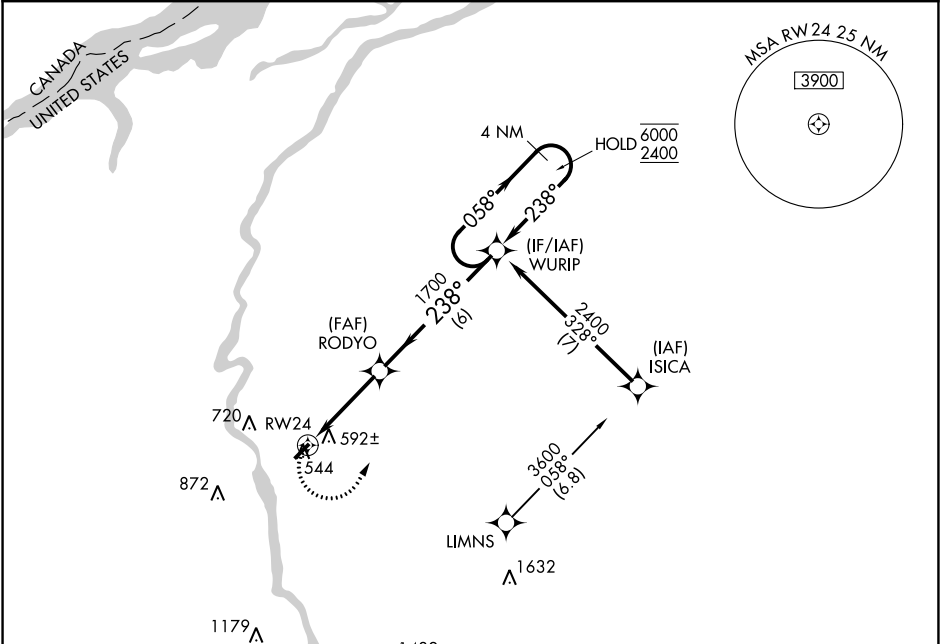 CANADA
UNITED STATES
MSA RW24 25 NM
3900
4 NM
HOLD 6000
2400
058°
238°
(IF/IAF)
WURIP
1700
238°
(6)
(FAF)
RODYO
2400
328°
(7)
(IAF)
ISICA
720
RW24
592±
544
872
3600
058°
(6.8)
LIMNS
1632
1179